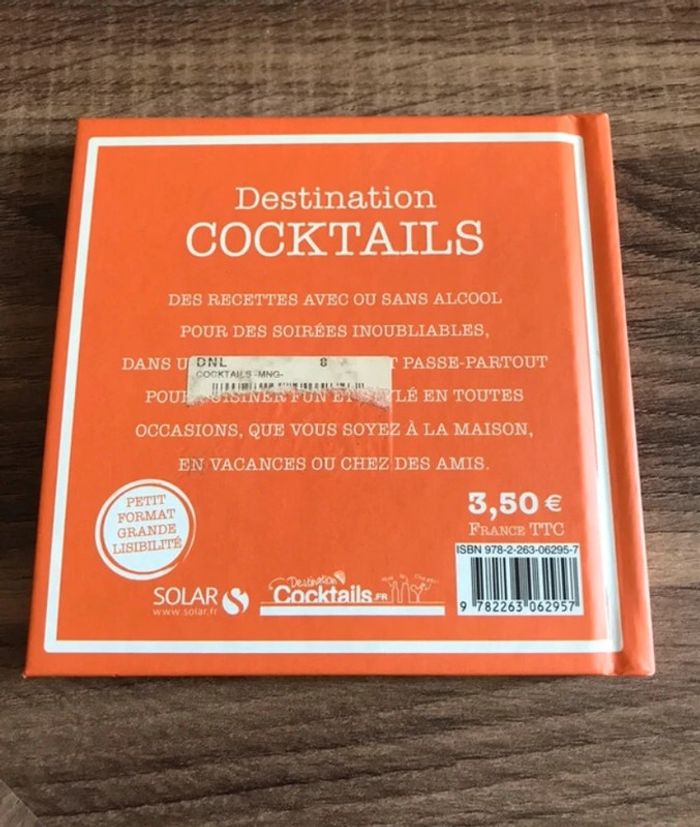 Destination
COCKTAILS
DES RECETTES AVEC OU SANS ALCOOL
POUR DES SOIRÉES INOUBLIABLES,
DANS U T PASSE-PARTOUT
DNL 8
COCKTAILS -MNG-
POUR CUISINER FUN ET STYLÉ EN TOUTES
OCCASIONS, QUE VOUS SOYEZ À LA MAISON,
EN VACANCES OU CHEZ DES AMIS.
PETIT
FORMAT
GRANDE
LISIBILITÉ
3,50 €
FRANCE TTC
ISBN 978-2-263-06295-7
9 782263 062957
SOLAR
www.solar.fr
Destination
Cocktails.FR